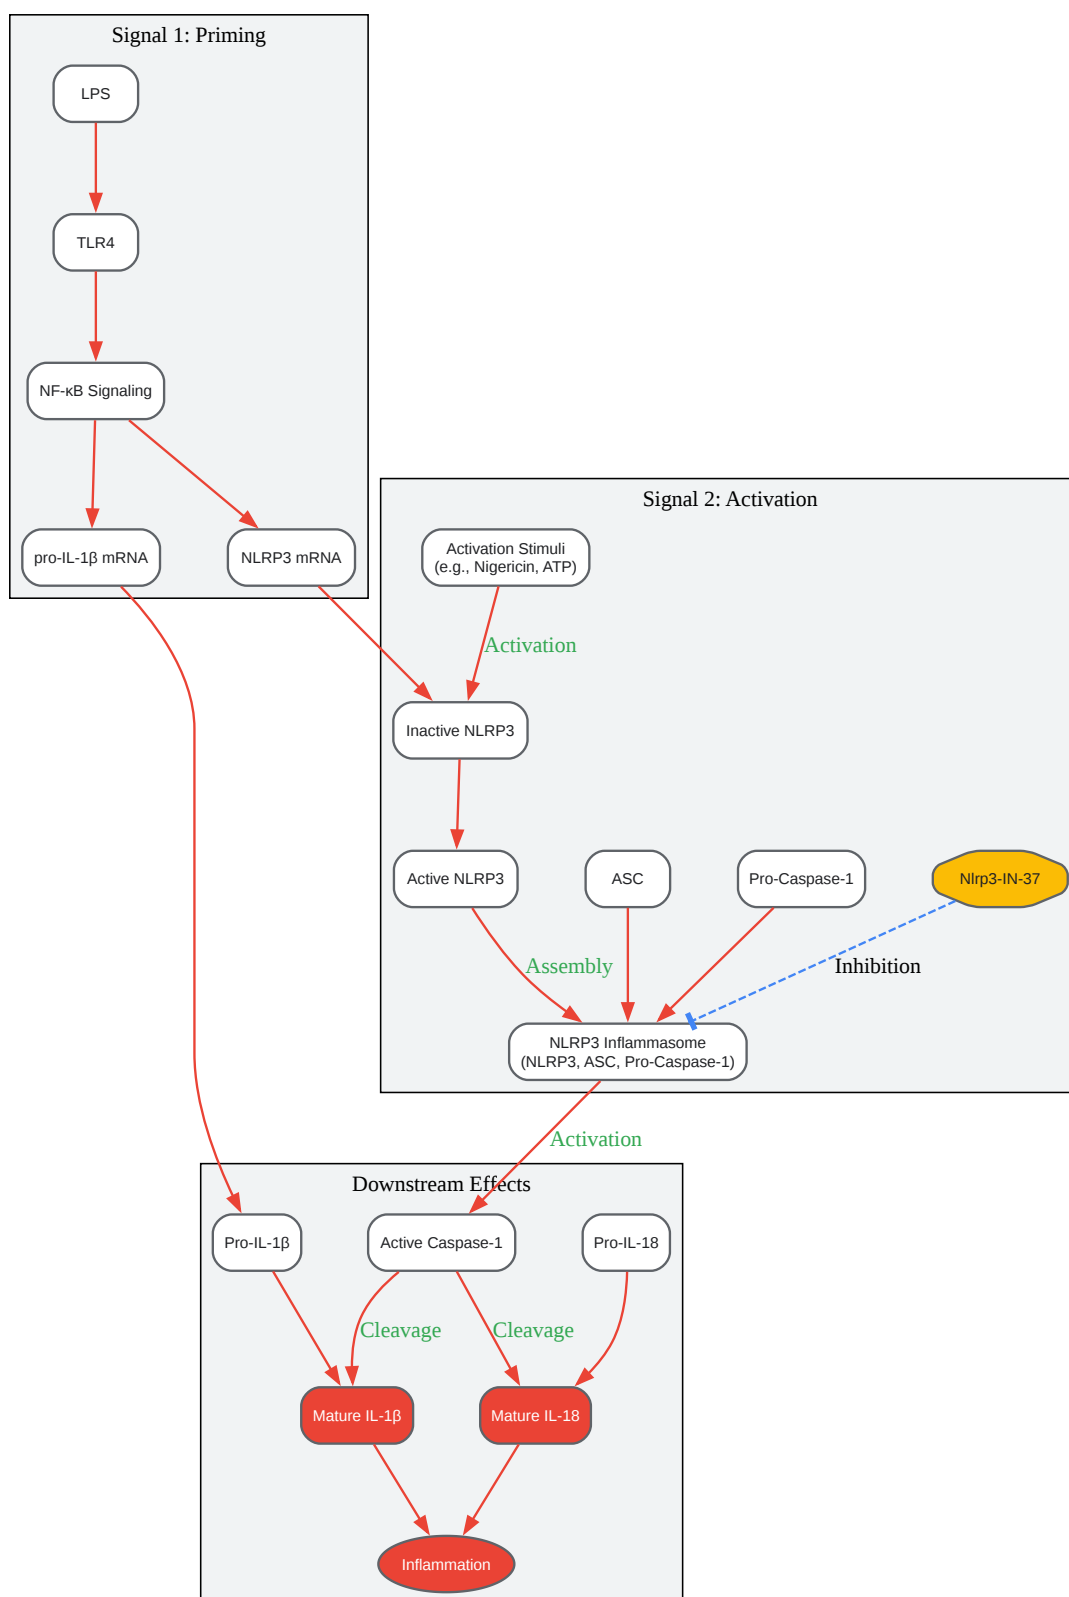 Signal 1: Priming
LPS
TLR4
NF-κB Signaling
pro-IL-1β mRNA
NLRP3 mRNA
Signal 2: Activation
Activation Stimuli
(e.g., Nigericin, ATP)
Activation
Inactive NLRP3
Active NLRP3
ASC
Pro-Caspase-1
Nlrp3-IN-37
Assembly
Inhibition
NLRP3 Inflammasome
(NLRP3, ASC, Pro-Caspase-1)
Activation
Downstream Effects
Pro-IL-1β
Active Caspase-1
Pro-IL-18
Cleavage
Cleavage
Mature IL-1β
Mature IL-18
Inflammation